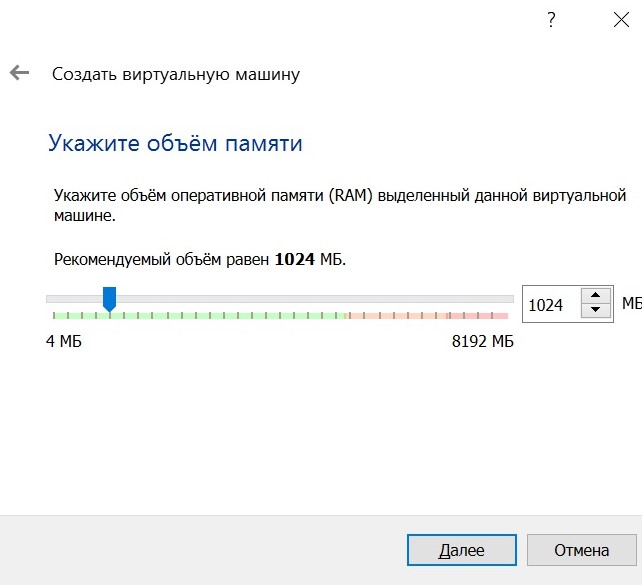 ?
Создать виртуальную машину
Укажите объём памяти
Укажите объём оперативной памяти (RAM) выделенный данной виртуальной
машине.
Рекомендуемый объём равен 1024 МБ.
1024 МБ
4 МБ 8192 МБ
Далее Отмена